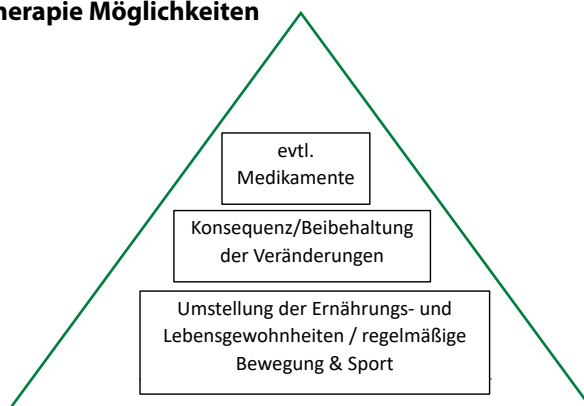 herapie Möglichkeiten
evtl.
Medikamente
Konsequenz/Beibehaltung
der Veränderungen
Umstellung der Ernährungs- und
Lebensgewohnheiten / regelmäßige
Bewegung & Sport